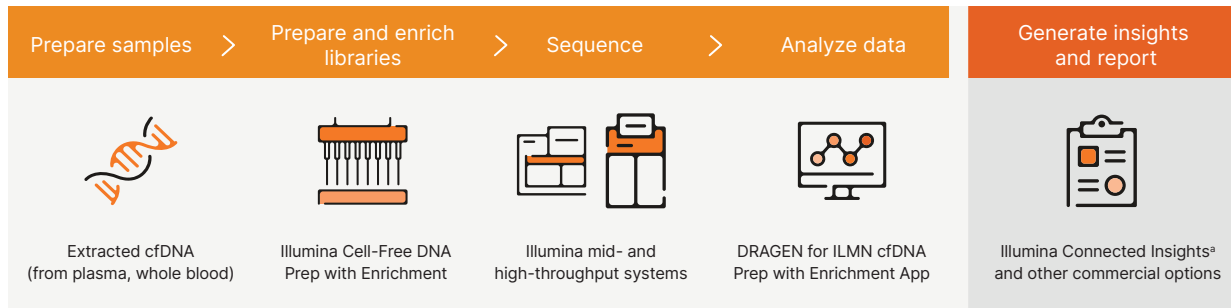 Prepare samples
Prepare and enrich
libraries
Sequence
Analyze data
Generate insights
and report
Extracted cfDNA
(from plasma, whole blood)
Illumina Cell-Free DNA
Prep with Enrichment
Illumina mid- and
high-throughput systems
DRAGEN for ILMN cfDNA
Prep with Enrichment App
Illumina Connected Insightsᵃ
and other commercial options